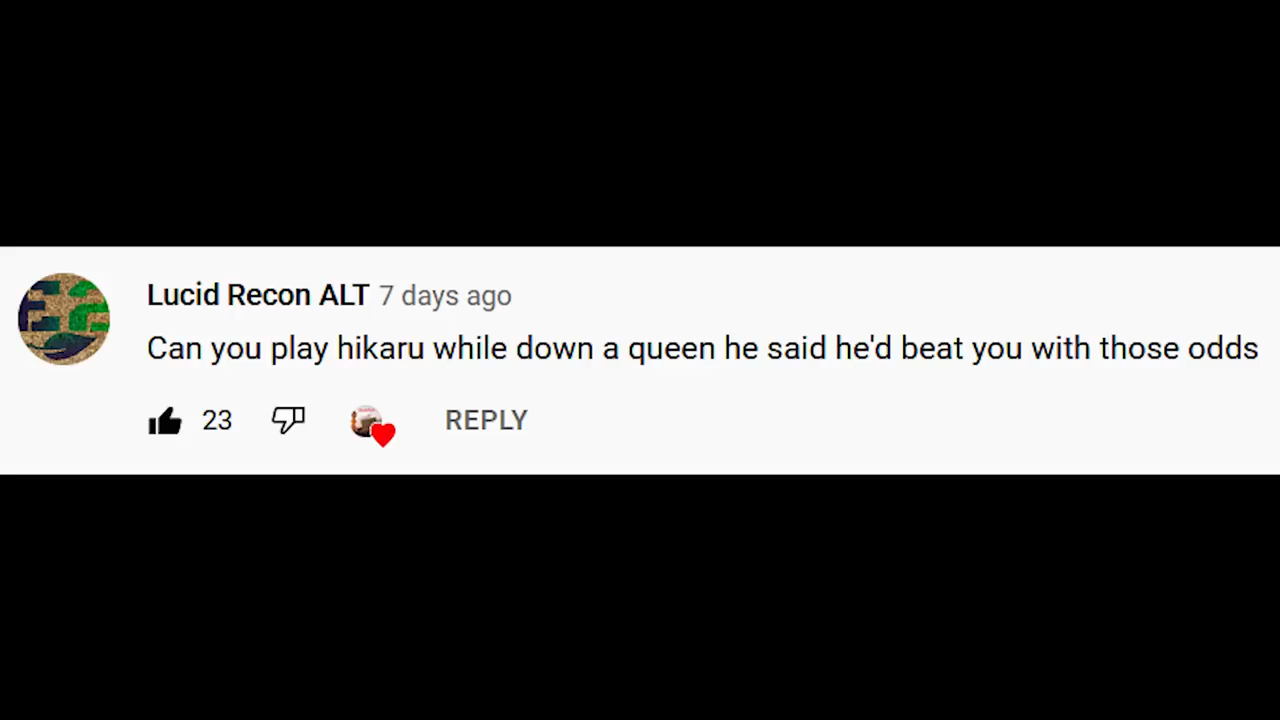 Lucid Recon ALT 7 days ago
Can you play hikaru while down a queen he said he'd beat you with those odds
23 REPLY